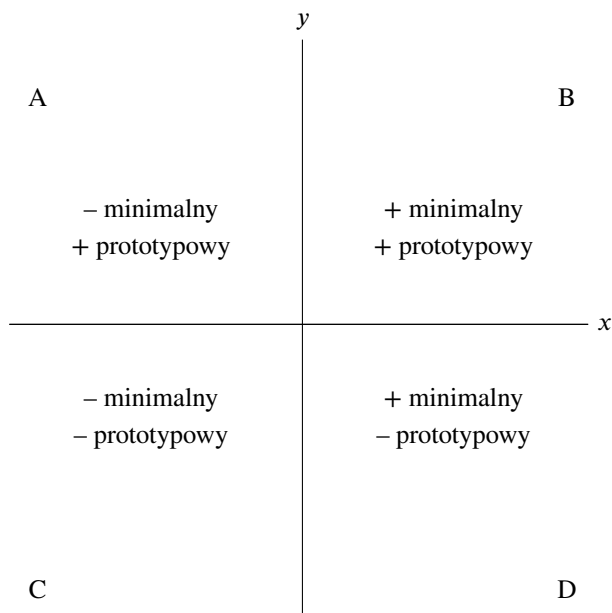 y
A
B
– minimalny
+ prototypowy
+ minimalny
+ prototypowy
x
– minimalny
– prototypowy
+ minimalny
– prototypowy
C
D